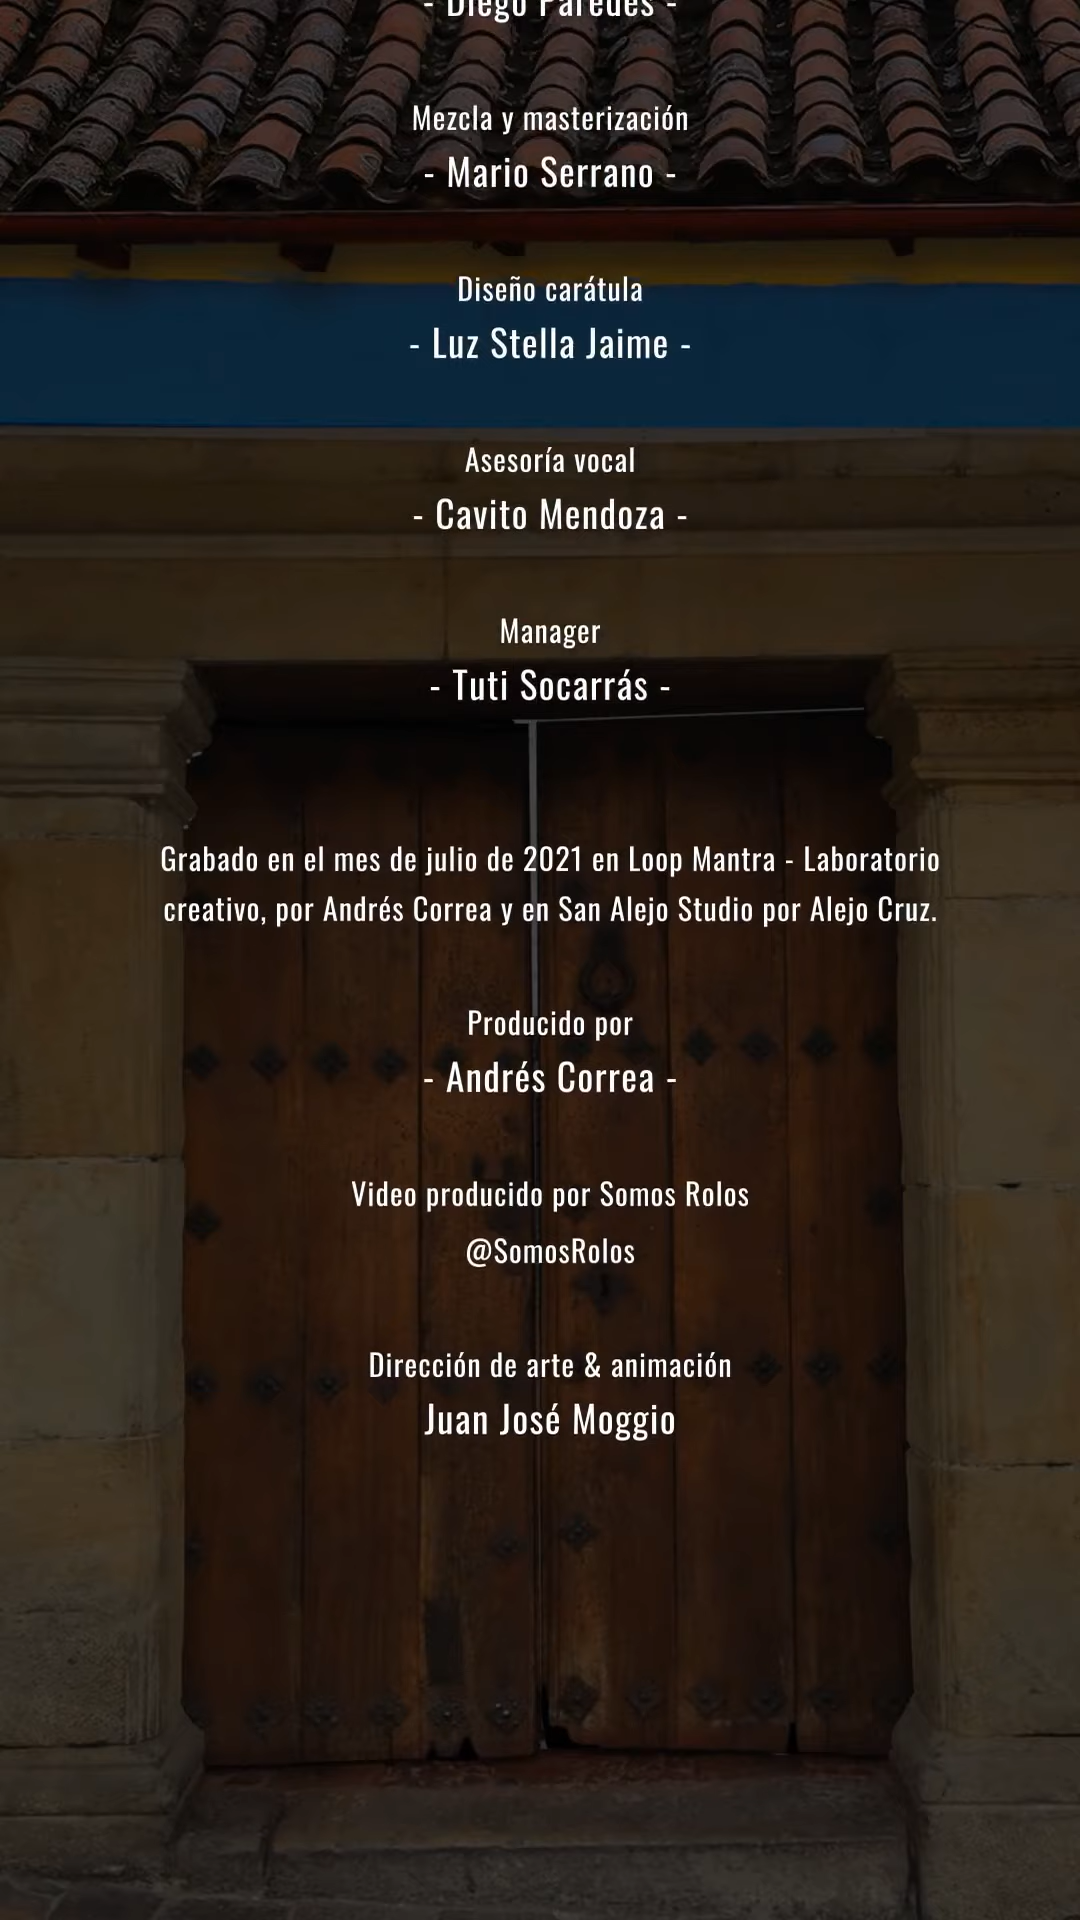 - Diego Paredes -
Mezcla y masterización
- Mario Serrano -
Diseño carátula
- Luz Stella Jaime -
Asesoría vocal
- Cavito Mendoza -
Manager
- Tuti Socarrás -
Grabado en el mes de julio de 2021 en Loop Mantra - Laboratorio
creativo, por Andrés Correa y en San Alejo Studio por Alejo Cruz.
Producido por
- Andrés Correa -
Video producido por Somos Rolos
@SomosRolos
Dirección de arte & animación
Juan José Moggio